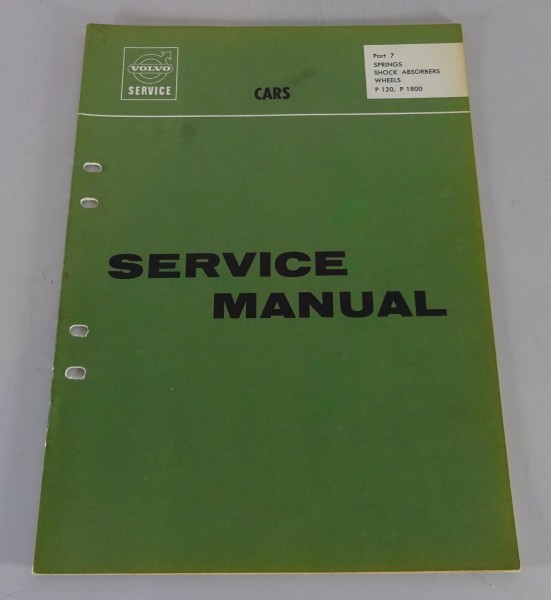 VOLVO
SERVICE
CARS
Part 7
SPRINGS
SHOCK ABSORBERS
WHEELS
P 120, P 1800
SERVICE
MANUAL